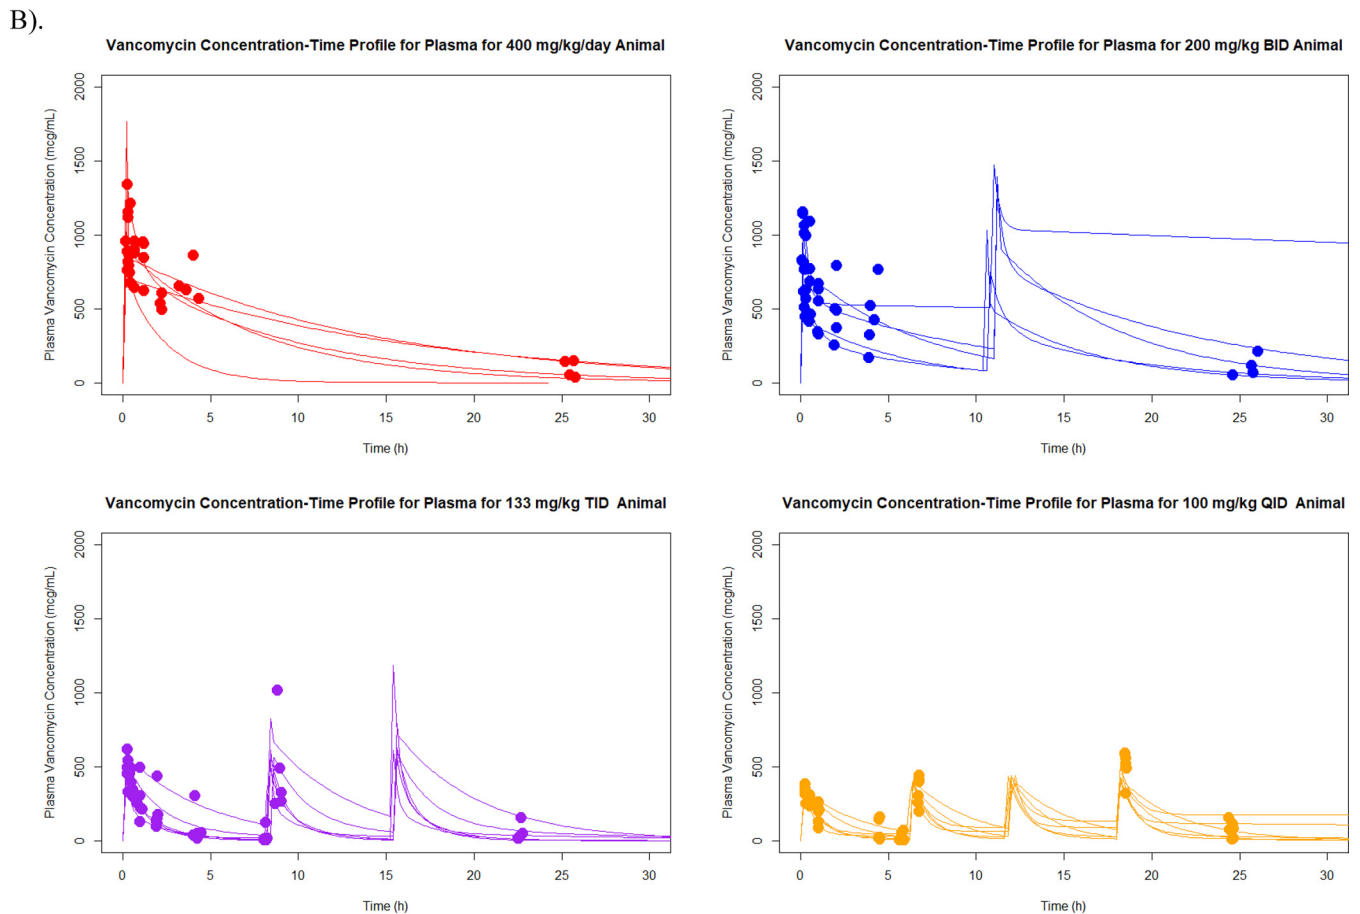 B).
Vancomycin Concentration-Time Profile for Plasma for 400 mg/kg/day Animal
Plasma Vancomycin Concentration (mcg/mL)
2000
1500
1000
500
0
0 5 10 15 20 25 30
Time (h)
Vancomycin Concentration-Time Profile for Plasma for 200 mg/kg BID Animal
Plasma Vancomycin Concentration (mcg/mL)
2000
1500
1000
500
0
0 5 10 15 20 25 30
Time (h)
Vancomycin Concentration-Time Profile for Plasma for 133 mg/kg TID Animal
Plasma Vancomycin Concentration (mcg/mL)
2000
1500
1000
500
0
0 5 10 15 20 25 30
Time (h)
Vancomycin Concentration-Time Profile for Plasma for 100 mg/kg QID Animal
Plasma Vancomycin Concentration (mcg/mL)
2000
1500
1000
500
0
0 5 10 15 20 25 30
Time (h)